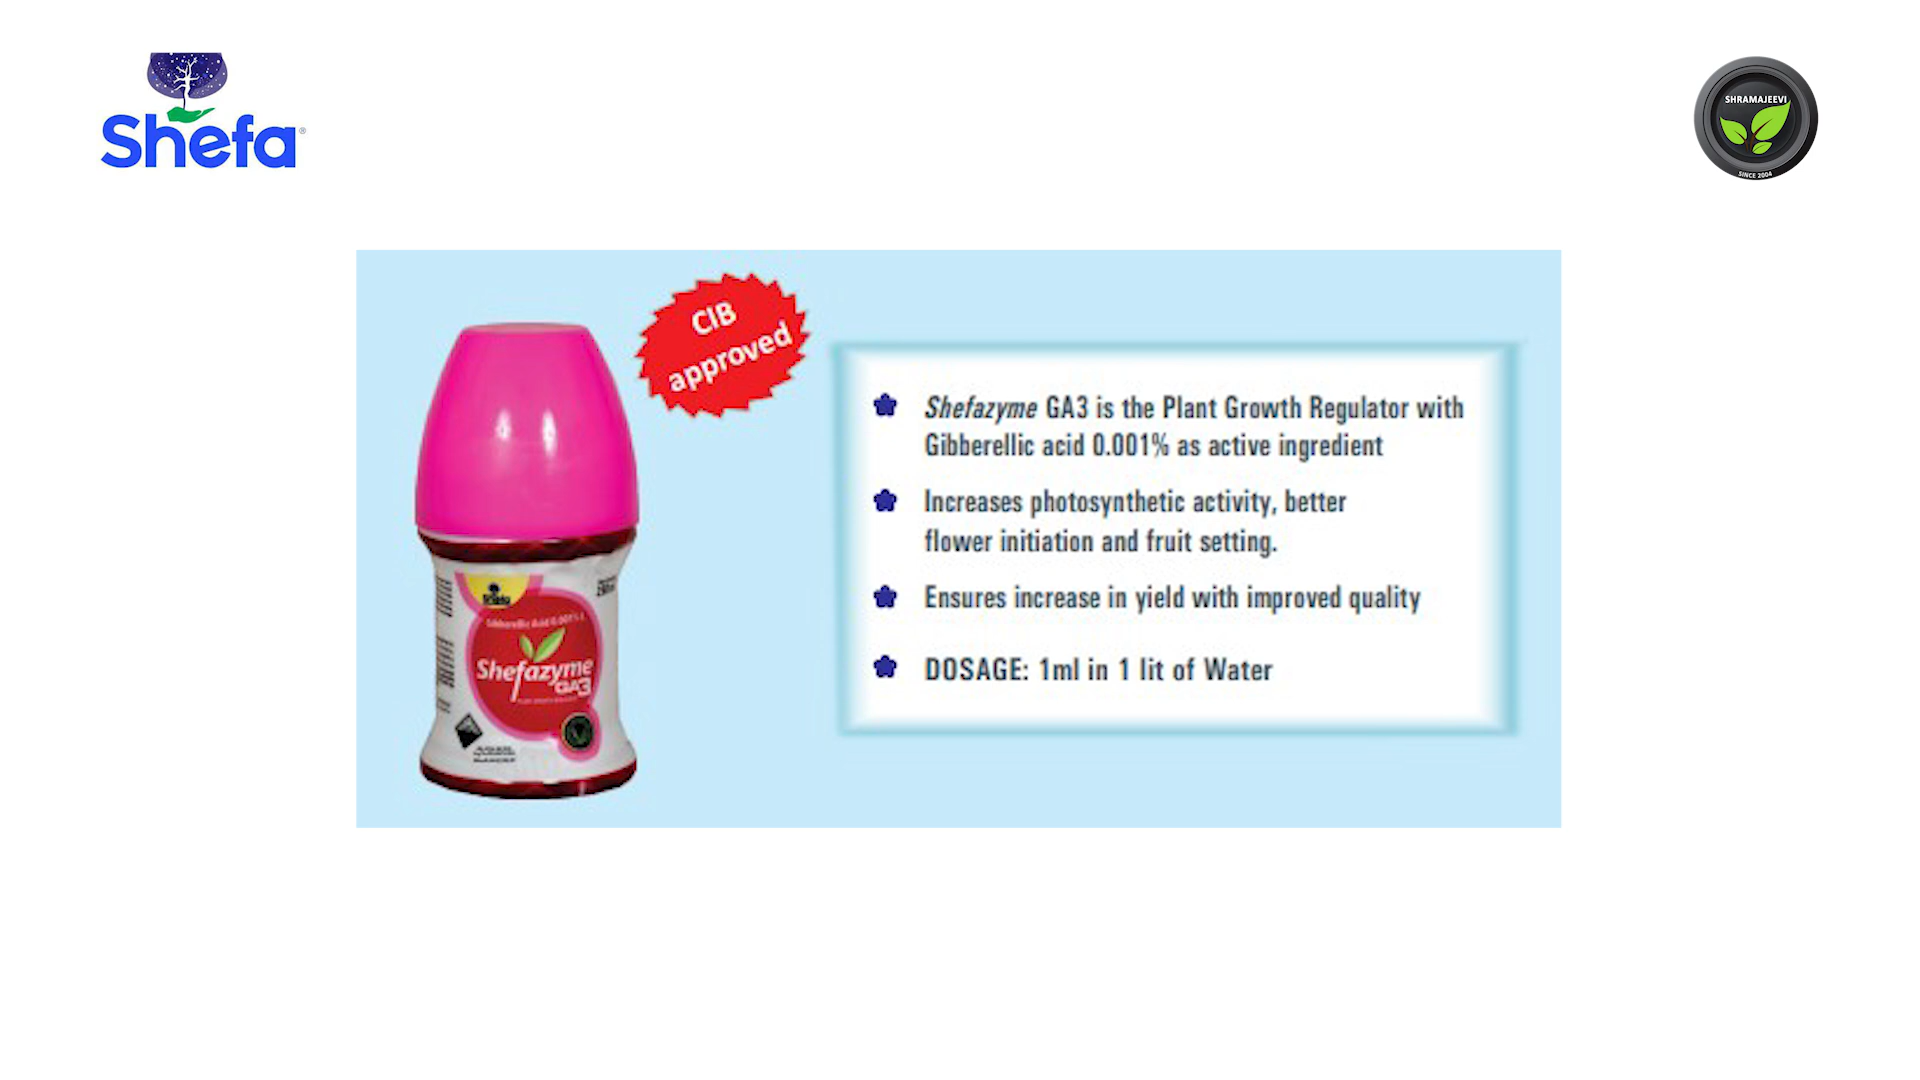 Shefa
SHRAMAJEEVI
SINCE 2004
CIB
approved
Shefazyme GA3 is the Plant Growth Regulator with
Gibberellic acid 0.001% as active ingredient
Increases photosynthetic activity, better
flower initiation and fruit setting.
Ensures increase in yield with improved quality
DOSAGE: 1ml in 1 lit of Water
Shefa
Gibberellic Acid 0.001% L
Shefazyme
GA3